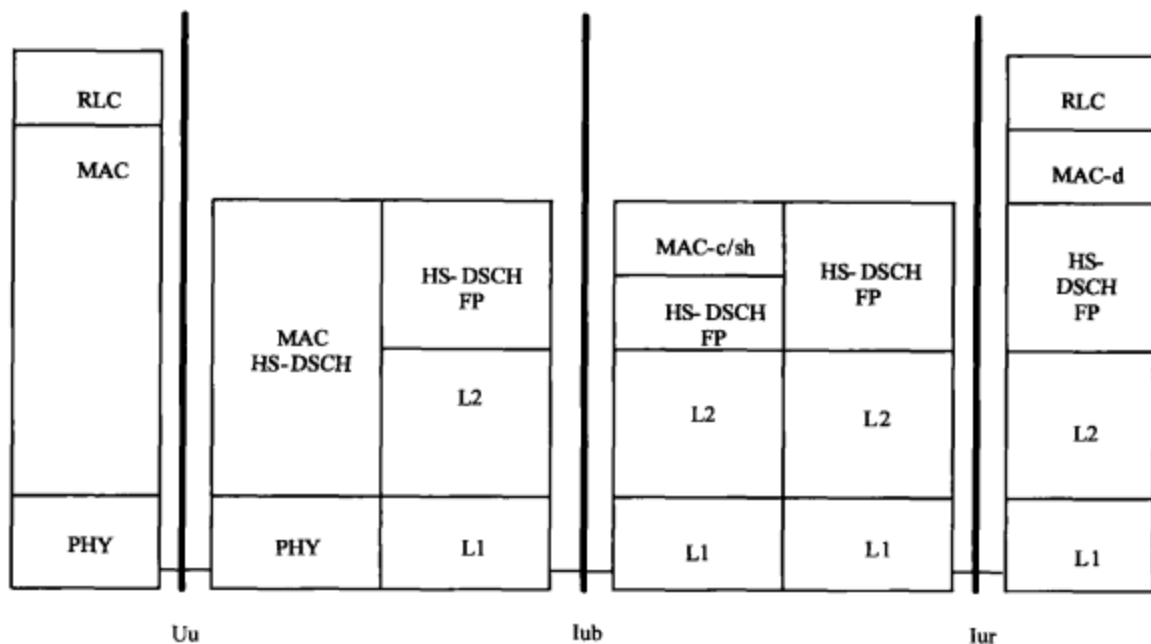 RLC
MAC
PHY
MAC
HS-DSCH
PHY
HS-DSCH
FP
L2
L1
MAC-c/sh
HS-DSCH
FP
L2
L1
HS-DSCH
FP
L2
L1
RLC
MAC-d
HS-
DSCH
FP
L2
L1
Uu
Iub
Iur